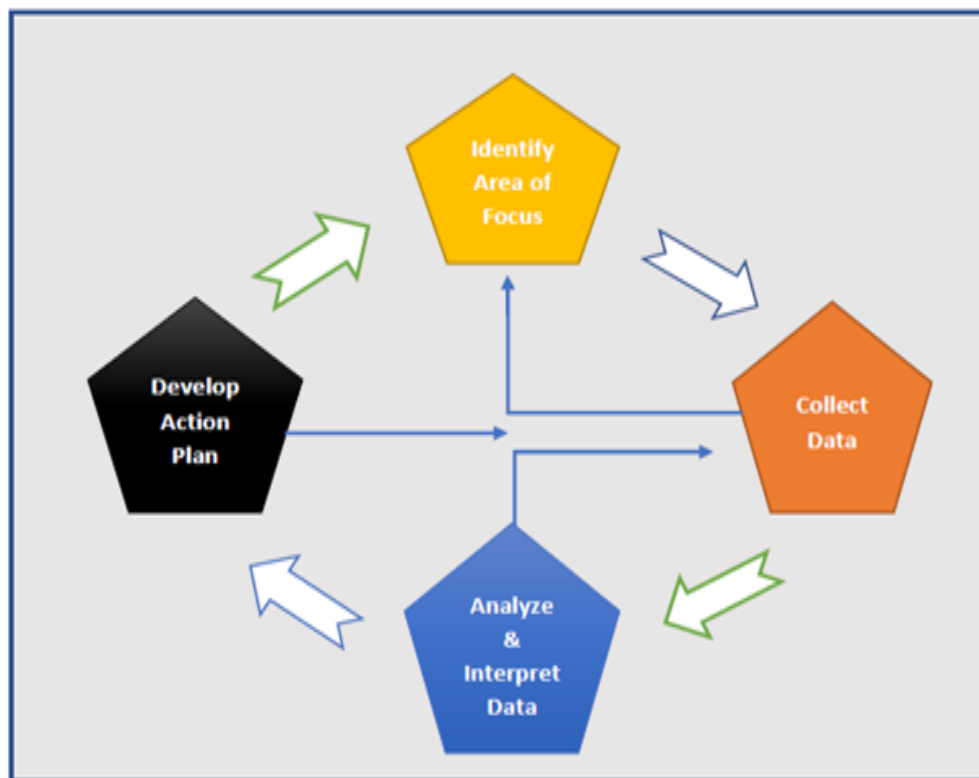 Identify
Area of
Focus
Develop
Action
Plan
Collect
Data
Analyze
&
Interpret
Data